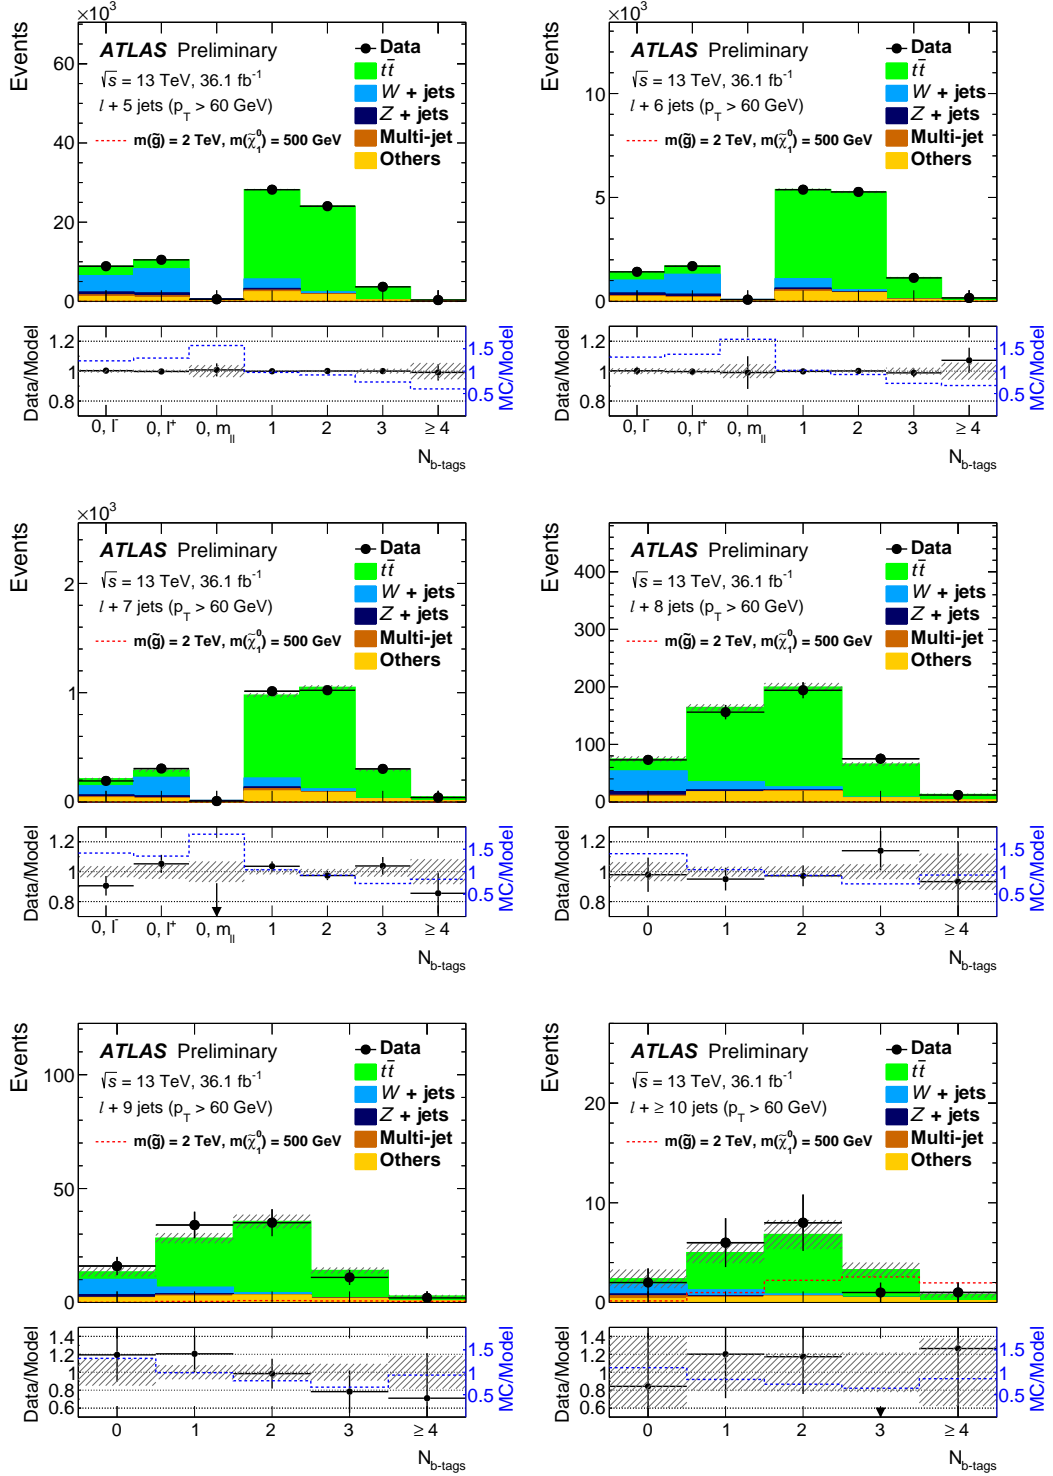 ×10³
Events
ATLAS Preliminary
√s = 13 TeV, 36.1 fb⁻¹
l + 5 jets (p_T > 60 GeV)
m(g̃) = 2 TeV, m(χ̃₁⁰) = 500 GeV
Data
tt̄
W + jets
Z + jets
Multi-jet
Others
60
40
20
0
Data/Model
1.2
1
0.8
MC/Model
1.5
1
0.5
0, l⁻ 0, l⁺ 0, m_ll 1 2 3 ≥ 4
N_b-tags
×10³
Events
ATLAS Preliminary
√s = 13 TeV, 36.1 fb⁻¹
l + 6 jets (p_T > 60 GeV)
m(g̃) = 2 TeV, m(χ̃₁⁰) = 500 GeV
Data
tt̄
W + jets
Z + jets
Multi-jet
Others
10
5
0
Data/Model
1.2
1
0.8
MC/Model
1.5
1
0.5
0, l⁻ 0, l⁺ 0, m_ll 1 2 3 ≥ 4
N_b-tags
×10³
Events
ATLAS Preliminary
√s = 13 TeV, 36.1 fb⁻¹
l + 7 jets (p_T > 60 GeV)
m(g̃) = 2 TeV, m(χ̃₁⁰) = 500 GeV
Data
tt̄
W + jets
Z + jets
Multi-jet
Others
2
1
0
Data/Model
1.2
1
0.8
MC/Model
1.5
1
0.5
0, l⁻ 0, l⁺ 0, m_ll 1 2 3 ≥ 4
N_b-tags
Events
ATLAS Preliminary
√s = 13 TeV, 36.1 fb⁻¹
l + 8 jets (p_T > 60 GeV)
m(g̃) = 2 TeV, m(χ̃₁⁰) = 500 GeV
Data
tt̄
W + jets
Z + jets
Multi-jet
Others
400
300
200
100
0
Data/Model
1.2
1
0.8
MC/Model
1.5
1
0.5
0 1 2 3 ≥ 4
N_b-tags
Events
ATLAS Preliminary
√s = 13 TeV, 36.1 fb⁻¹
l + 9 jets (p_T > 60 GeV)
m(g̃) = 2 TeV, m(χ̃₁⁰) = 500 GeV
Data
tt̄
W + jets
Z + jets
Multi-jet
Others
100
50
0
Data/Model
1.4
1.2
1
0.8
0.6
MC/Model
1.5
1
0.5
0 1 2 3 ≥ 4
N_b-tags
Events
ATLAS Preliminary
√s = 13 TeV, 36.1 fb⁻¹
l + ≥ 10 jets (p_T > 60 GeV)
m(g̃) = 2 TeV, m(χ̃₁⁰) = 500 GeV
Data
tt̄
W + jets
Z + jets
Multi-jet
Others
20
10
0
Data/Model
1.4
1.2
1
0.8
0.6
MC/Model
1.5
1
0.5
0 1 2 3 ≥ 4
N_b-tags